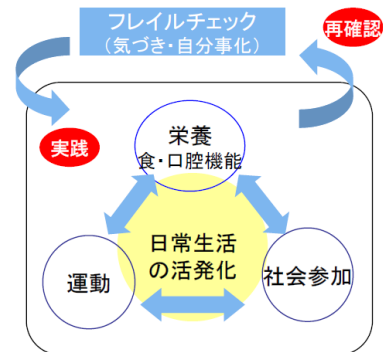 フレイルチェック
(気づき・自分事化)
再確認
実践
栄養
食・口腔機能
日常生活
の活発化
運動
社会参加